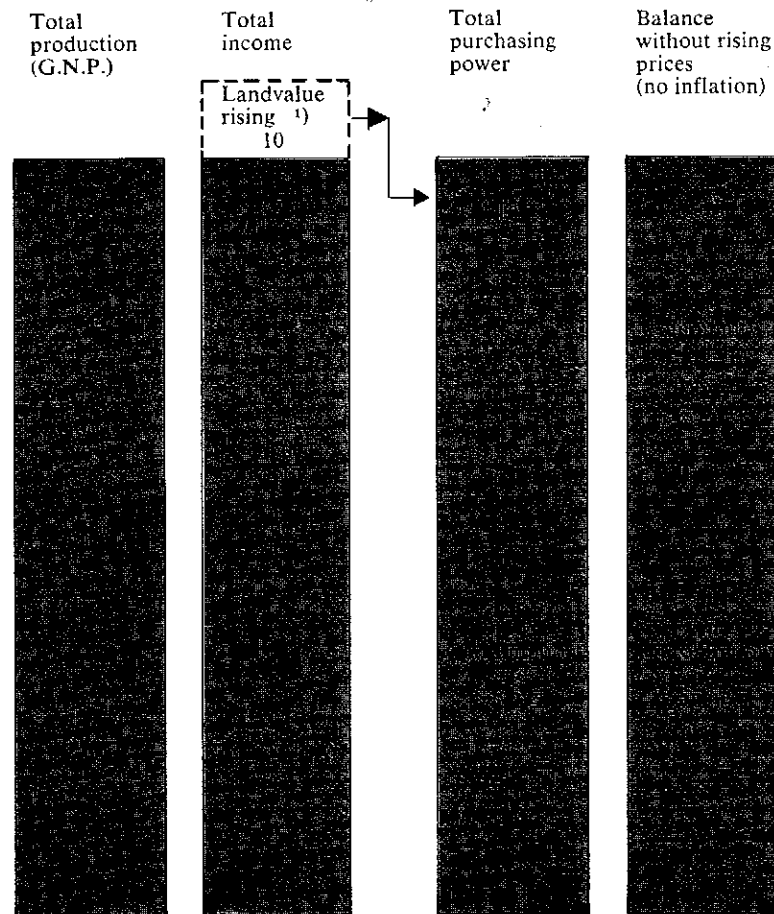 Total
production
(G.N.P.)
Total
income
Landvalue
rising ¹)
10
Total
purchasing
power
Balance
without rising
prices
(no inflation)